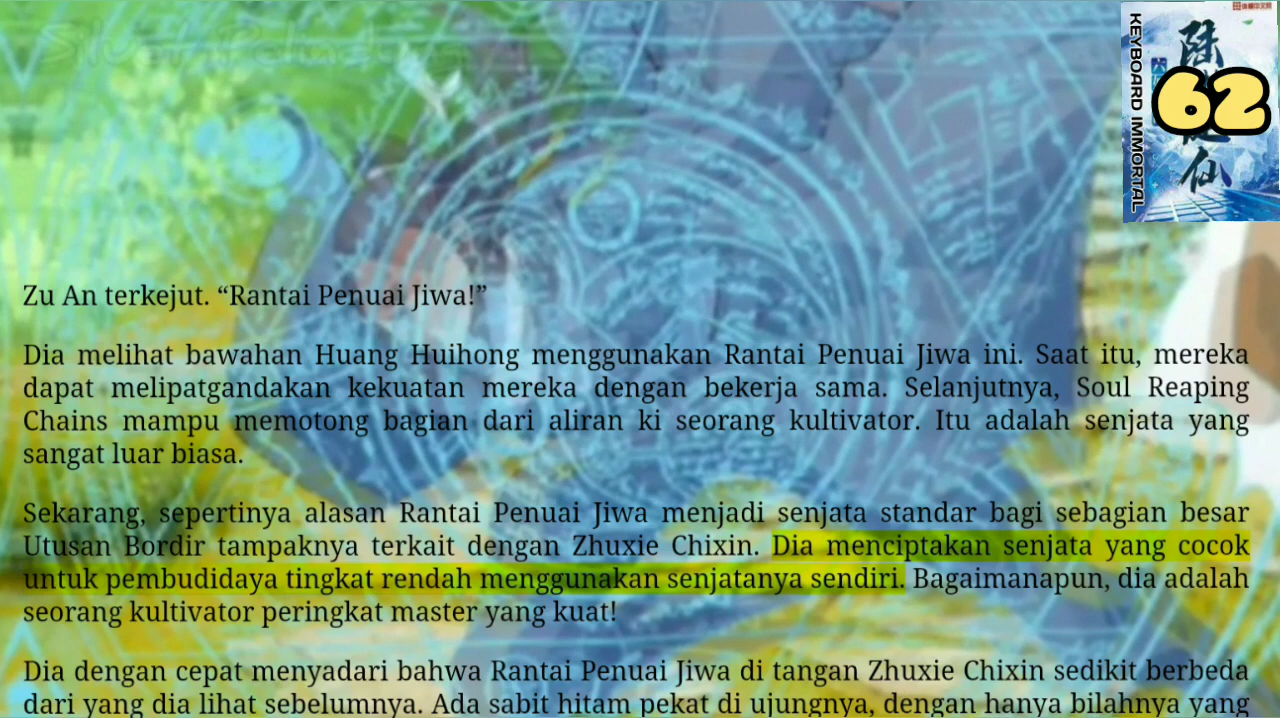 Silver Palundu
KEYBOARD IMMORTAL
62
仙
Zu An terkejut. “Rantai Penuai Jiwa!”
Dia melihat bawahan Huang Huihong menggunakan Rantai Penuai Jiwa ini. Saat itu, mereka
dapat melipatgandakan kekuatan mereka dengan bekerja sama. Selanjutnya, Soul Reaping
Chains mampu memotong bagian dari aliran ki seorang kultivator. Itu adalah senjata yang
sangat luar biasa.
Sekarang, sepertinya alasan Rantai Penuai Jiwa menjadi senjata standar bagi sebagian besar
Utusan Bordir tampaknya terkait dengan Zhuxie Chixin. Dia menciptakan senjata yang cocok
untuk pembudidaya tingkat rendah menggunakan senjatanya sendiri. Bagaimanapun, dia adalah
seorang kultivator peringkat master yang kuat!
Dia dengan cepat menyadari bahwa Rantai Penuai Jiwa di tangan Zhuxie Chixin sedikit berbeda
dari yang dia lihat sebelumnya. Ada sabit hitam pekat di ujungnya, dengan hanya bilahnya yang